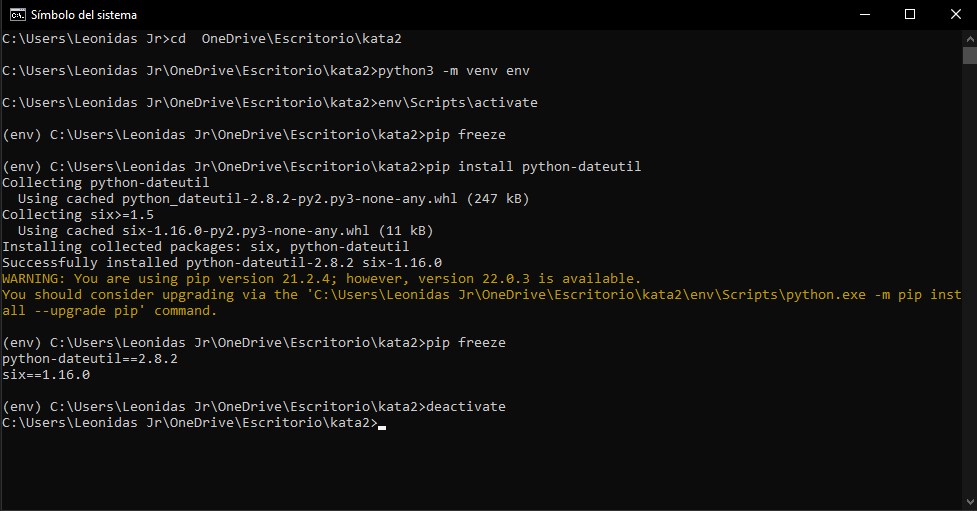 Símbolo del sistema
C:\Users\Leonidas Jr>cd  OneDrive\Escritorio\kata2
C:\Users\Leonidas Jr\OneDrive\Escritorio\kata2>python3 -m venv env
C:\Users\Leonidas Jr\OneDrive\Escritorio\kata2>env\Scripts\activate
(env) C:\Users\Leonidas Jr\OneDrive\Escritorio\kata2>pip freeze
(env) C:\Users\Leonidas Jr\OneDrive\Escritorio\kata2>pip install python-dateutil
Collecting python-dateutil
  Using cached python_dateutil-2.8.2-py2.py3-none-any.whl (247 kB)
Collecting six>=1.5
  Using cached six-1.16.0-py2.py3-none-any.whl (11 kB)
Installing collected packages: six, python-dateutil
Successfully installed python-dateutil-2.8.2 six-1.16.0
WARNING: You are using pip version 21.2.4; however, version 22.0.3 is available.
You should consider upgrading via the 'C:\Users\Leonidas Jr\OneDrive\Escritorio\kata2\env\Scripts\python.exe -m pip inst
all --upgrade pip' command.
(env) C:\Users\Leonidas Jr\OneDrive\Escritorio\kata2>pip freeze
python-dateutil==2.8.2
six==1.16.0
(env) C:\Users\Leonidas Jr\OneDrive\Escritorio\kata2>deactivate
C:\Users\Leonidas Jr\OneDrive\Escritorio\kata2>